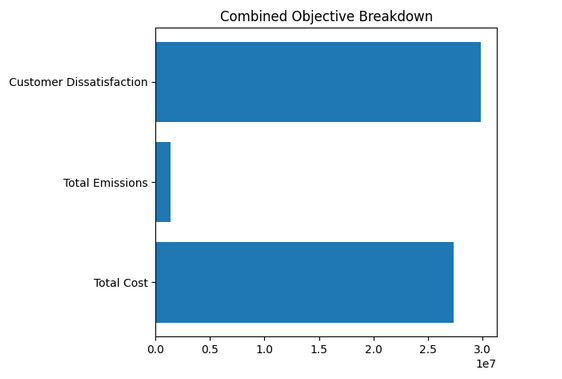 Combined Objective Breakdown
Customer Dissatisfaction
Total Emissions
Total Cost
0.0 0.5 1.0 1.5 2.0 2.5 3.0
1e7